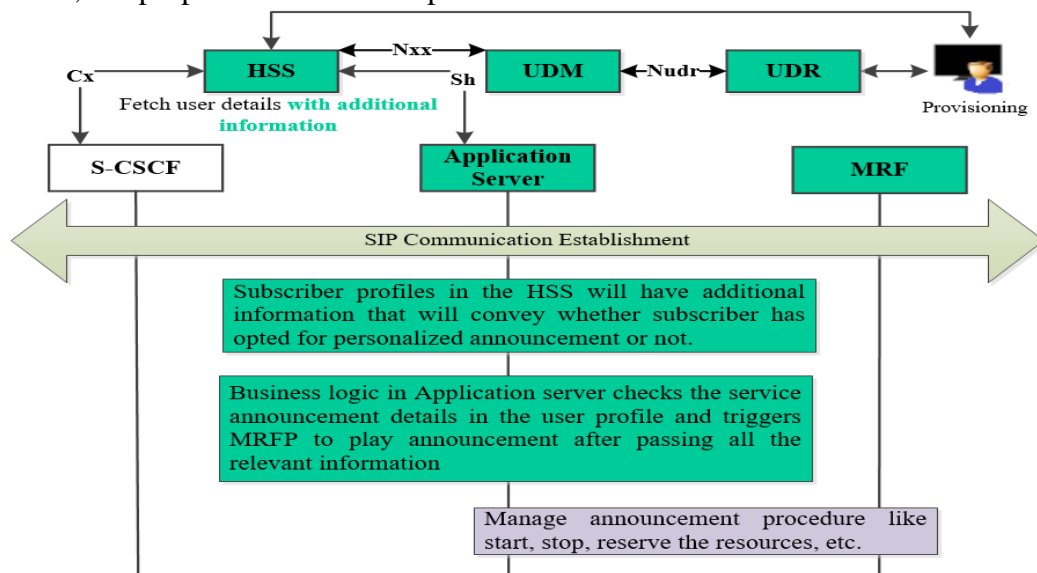 Nxx
HSS
UDM
Nudr
UDR
Cx
Sh
Fetch user details with additional
information
Provisioning
S-CSCF
Application
Server
MRF
SIP Communication Establishment
Subscriber profiles in the HSS will have additional
information that will convey whether subscriber has
opted for personalized announcement or not.
Business logic in Application server checks the service
announcement details in the user profile and triggers
MRFP to play announcement after passing all the
relevant information
Manage announcement procedure like
start, stop, reserve the resources, etc.